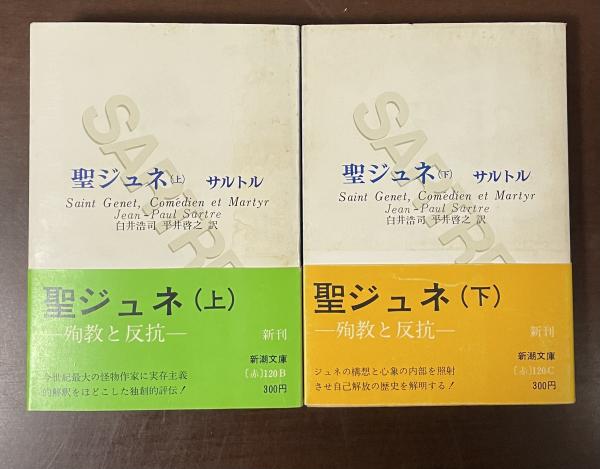 SARTRE
聖ジュネ(上) サルトル
Saint Genet, Comédien et Martyr
Jean-Paul Sartre
白井浩司 平井啓之 訳
聖ジュネ(上)
―殉教と反抗―
新刊
今世紀最大の怪物作家に実存主義
的解釈をほどこした独創的評伝!
新潮文庫
〔赤〕120B
300円
SARTRE
聖ジュネ(下) サルトル
Saint Genet, Comédien et Martyr
Jean-Paul Sartre
白井浩司 平井啓之 訳
聖ジュネ(下)
―殉教と反抗―
新刊
ジュネの構想と心象の内部を照射
させ自己解放の歴史を解明する!
新潮文庫
〔赤〕120C
300円